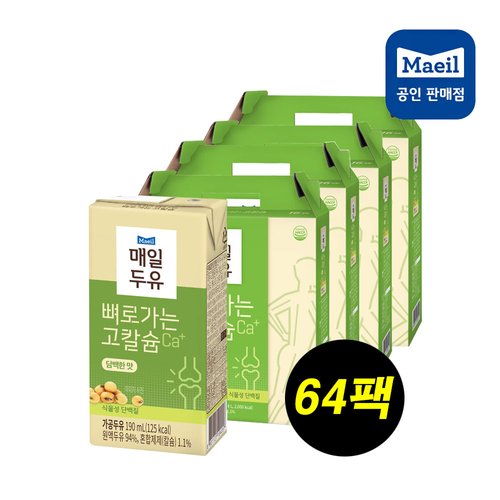 Maeil
공인 판매점
Maeil
매일
두유
뼈로가는
고칼슘Ca+
담백한 맛
식물성 단백질
가공두유 190 mL(125 kcal)
원액두유 94%, 혼합제제(칼슘) 1.1%
64팩